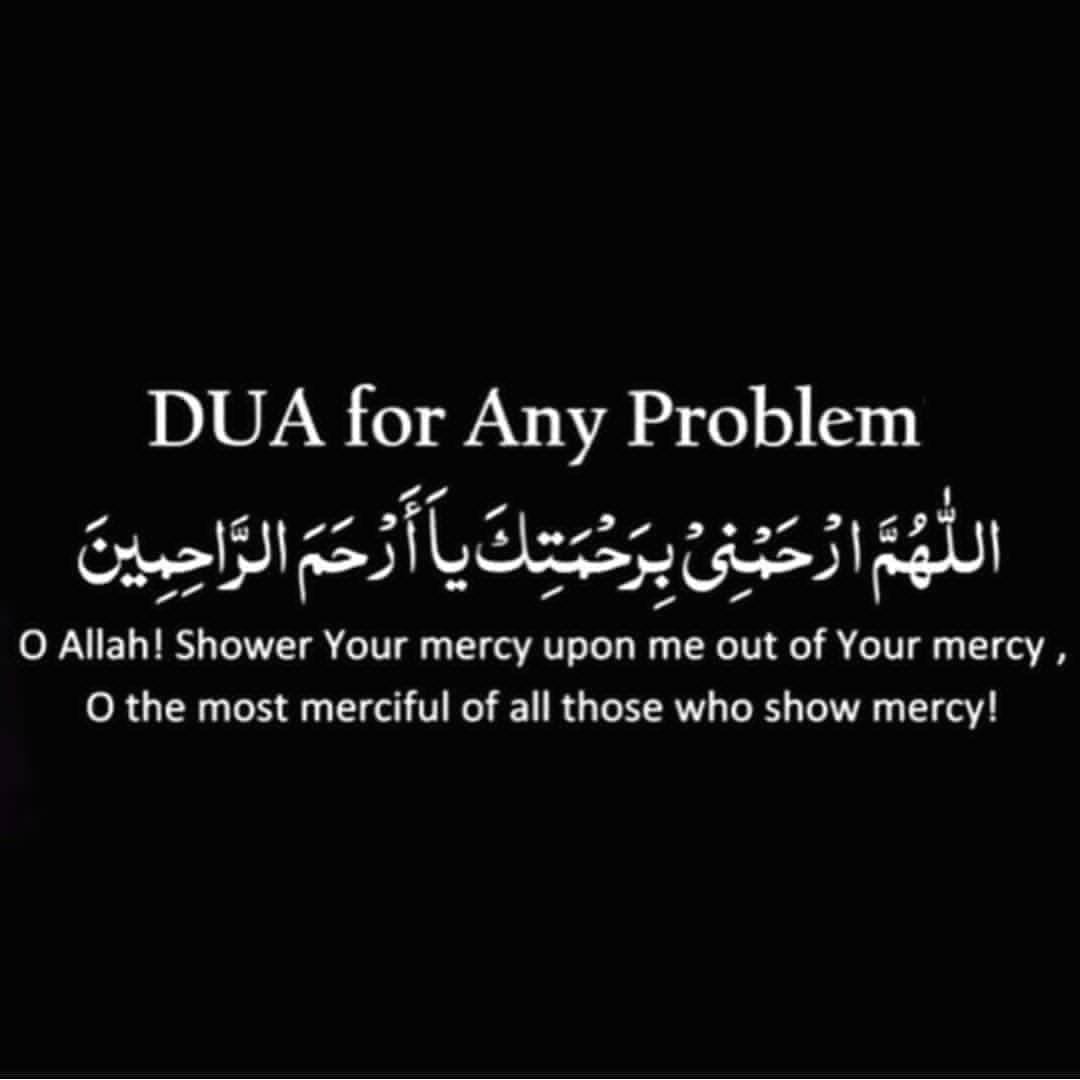 DUA for Any Problem
اللّٰهُمَّ ارْحَمْنِىْ بِرَحْمَتِكَ يَاأَرْحَمَ الرَّاحِمِينَ
O Allah! Shower Your mercy upon me out of Your mercy ,
O the most merciful of all those who show mercy!